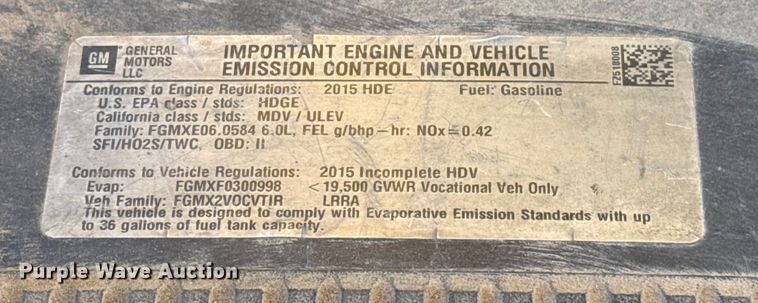 GM
GENERAL MOTORS LLC
IMPORTANT ENGINE AND VEHICLE
EMISSION CONTROL INFORMATION
FZ618008
Conforms to Engine Regulations: 2015 HDE Fuel: Gasoline
U.S. EPA class / stds: HDGE
California class / stds: MDV / ULEV
Family: FGMXE06.0584 6.0L, FEL g/bhp-hr: NOx=0.42
SFI/HO2S/TWC, OBD: II
Conforms to Vehicle Regulations: 2015 Incomplete HDV
Evap: FGMXF0300998 <19,500 GVWR Vocational Veh Only
Veh Family: FGMX2VOCVTIR LRRA
This vehicle is designed to comply with Evaporative Emission Standards with up
to 36 gallons of fuel tank capacity.
Purple Wave Auction